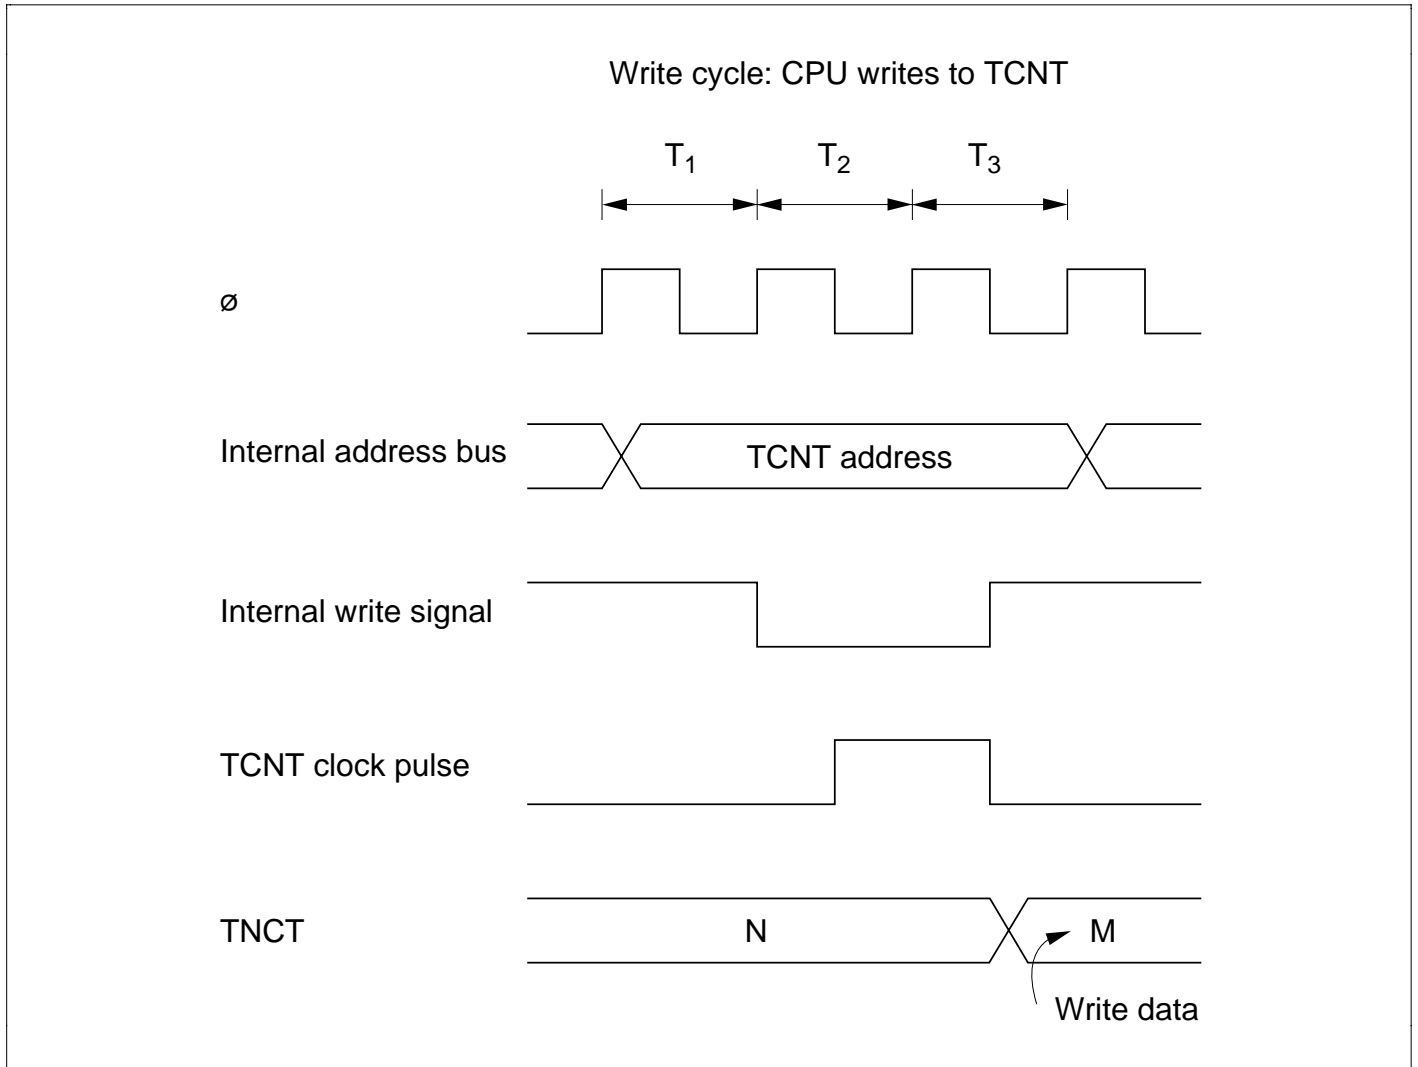 Write cycle: CPU writes to TCNT
T1 T2 T3
ø
Internal address bus
TCNT address
Internal write signal
TCNT clock pulse
TNCT
N
M
Write data